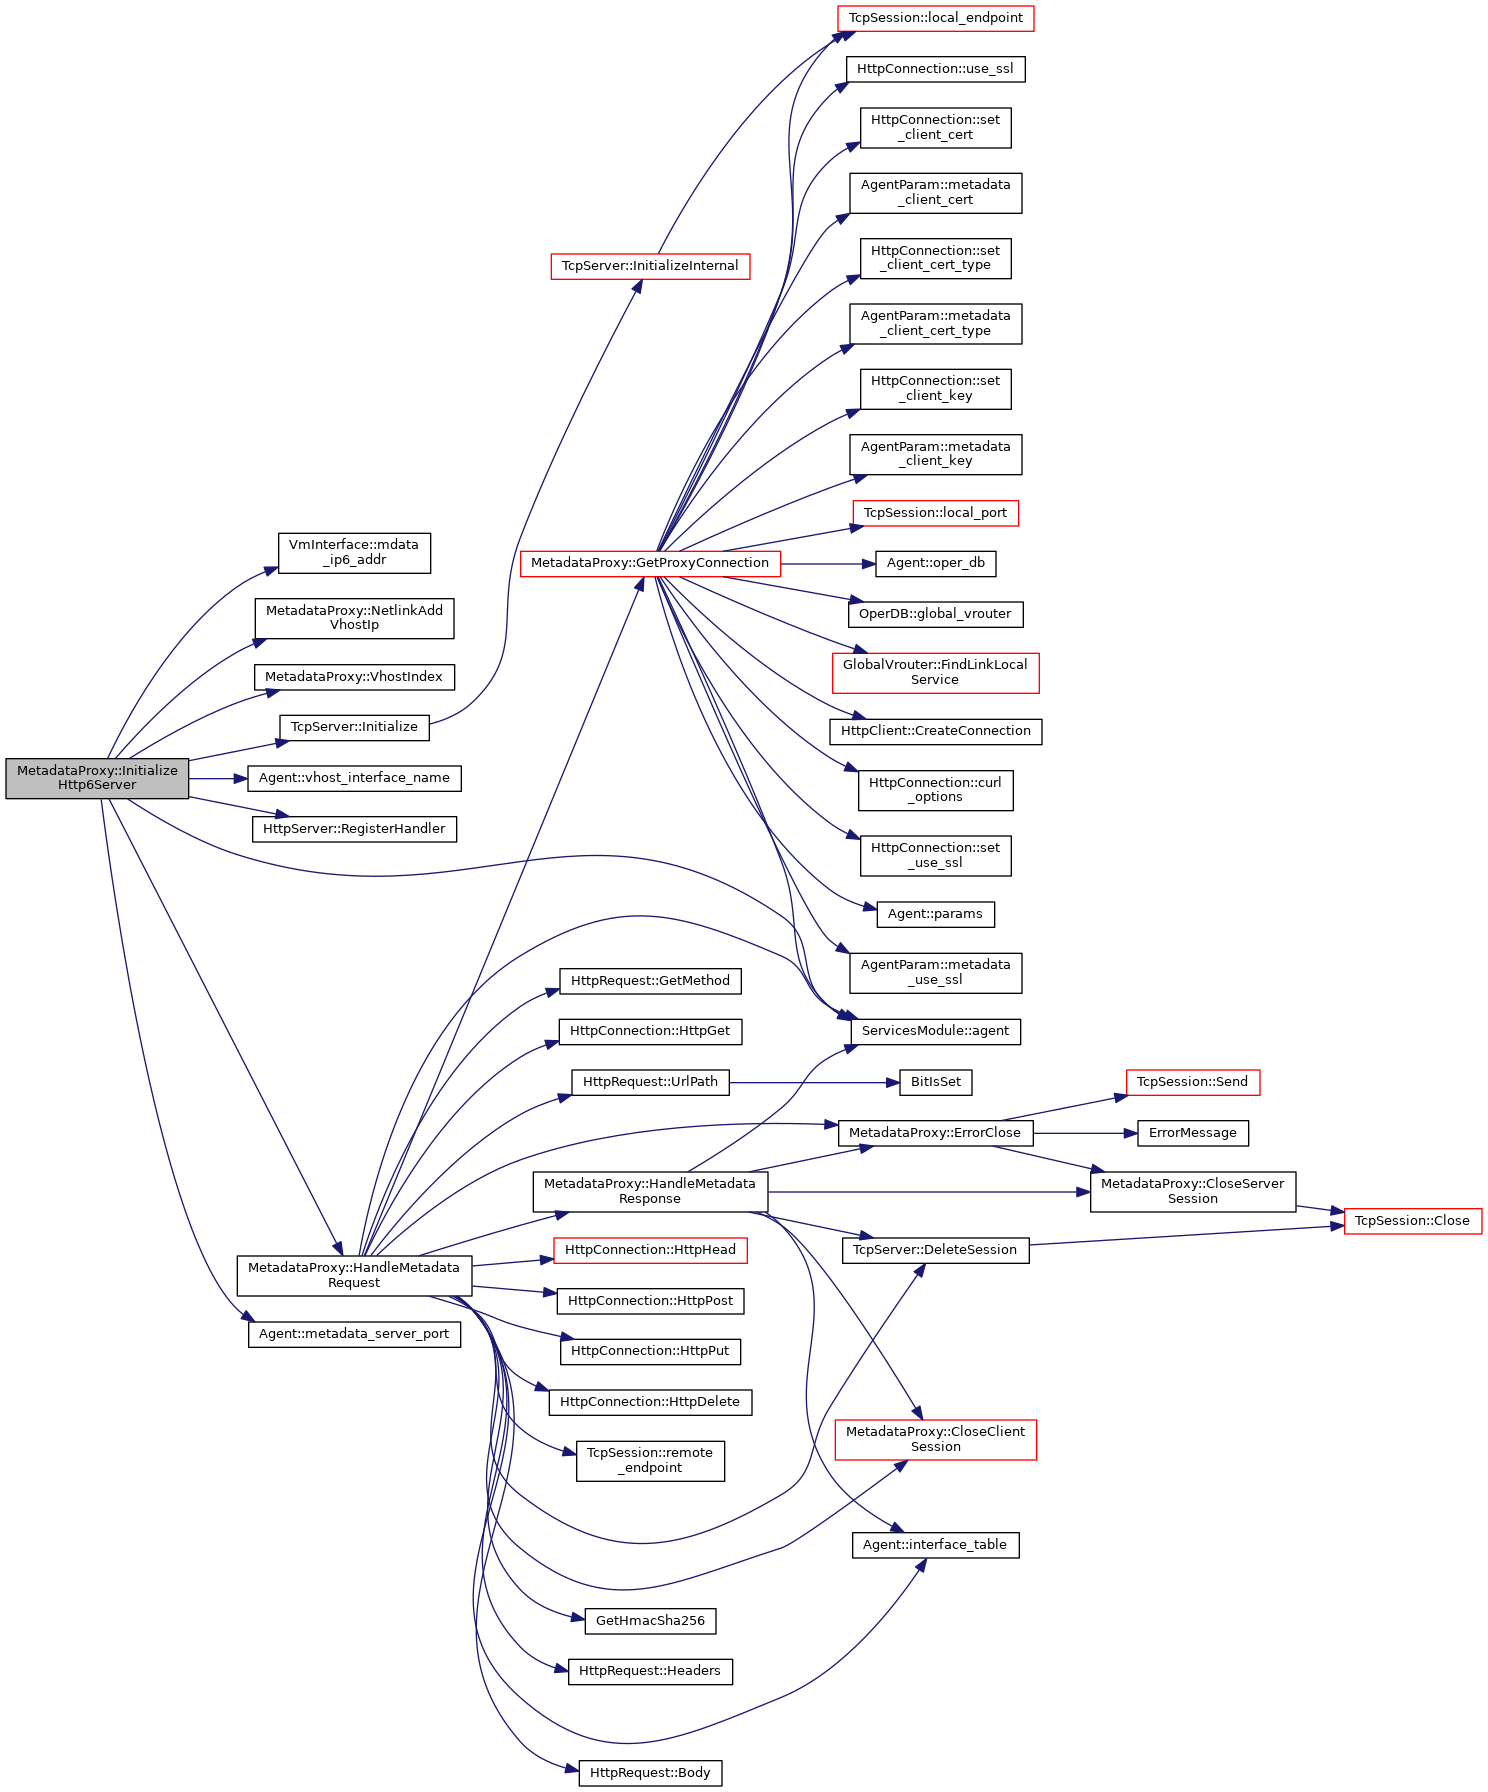 TcpSession::local_endpoint
HttpConnection::use_ssl
HttpConnection::set
_client_cert
AgentParam::metadata
_client_cert
HttpConnection::set
_client_cert_type
TcpServer::InitializeInternal
AgentParam::metadata
_client_cert_type
HttpConnection::set
_client_key
AgentParam::metadata
_client_key
TcpSession::local_port
VmInterface::mdata
_ip6_addr
MetadataProxy::GetProxyConnection
Agent::oper_db
MetadataProxy::NetlinkAdd
VhostIp
OperDB::global_vrouter
MetadataProxy::VhostIndex
GlobalVrouter::FindLinkLocal
Service
TcpServer::Initialize
HttpClient::CreateConnection
MetadataProxy::Initialize
Http6Server
Agent::vhost_interface_name
HttpConnection::curl
_options
HttpServer::RegisterHandler
HttpConnection::set
_use_ssl
Agent::params
AgentParam::metadata
_use_ssl
HttpRequest::GetMethod
HttpConnection::HttpGet
ServicesModule::agent
HttpRequest::UrlPath
BitIsSet
TcpSession::Send
MetadataProxy::ErrorClose
ErrorMessage
MetadataProxy::HandleMetadata
Response
MetadataProxy::CloseServer
Session
TcpSession::Close
MetadataProxy::HandleMetadata
Request
HttpConnection::HttpHead
TcpServer::DeleteSession
HttpConnection::HttpPost
Agent::metadata_server_port
HttpConnection::HttpPut
HttpConnection::HttpDelete
MetadataProxy::CloseClient
Session
TcpSession::remote
_endpoint
Agent::interface_table
GetHmacSha256
HttpRequest::Headers
HttpRequest::Body